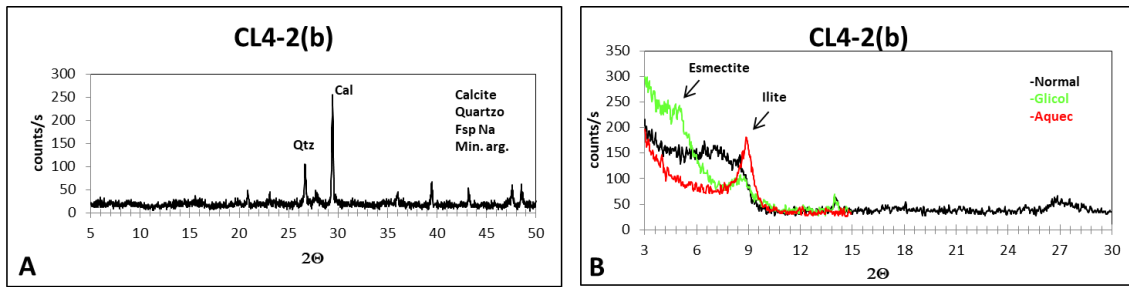 CL4-2(b)
300
250
200
150
100
50
0
counts/s
Cal
Qtz
Calcite
Quartzo
Fsp Na
Min. arg.
5 10 15 20 25 30 35 40 45 50
2Θ
A
CL4-2(b)
350
300
250
200
150
100
50
0
counts/s
Esmectite
Ilite
-Normal
-Glicol
-Aquec
3 6 9 12 15 18 21 24 27 30
2Θ
B